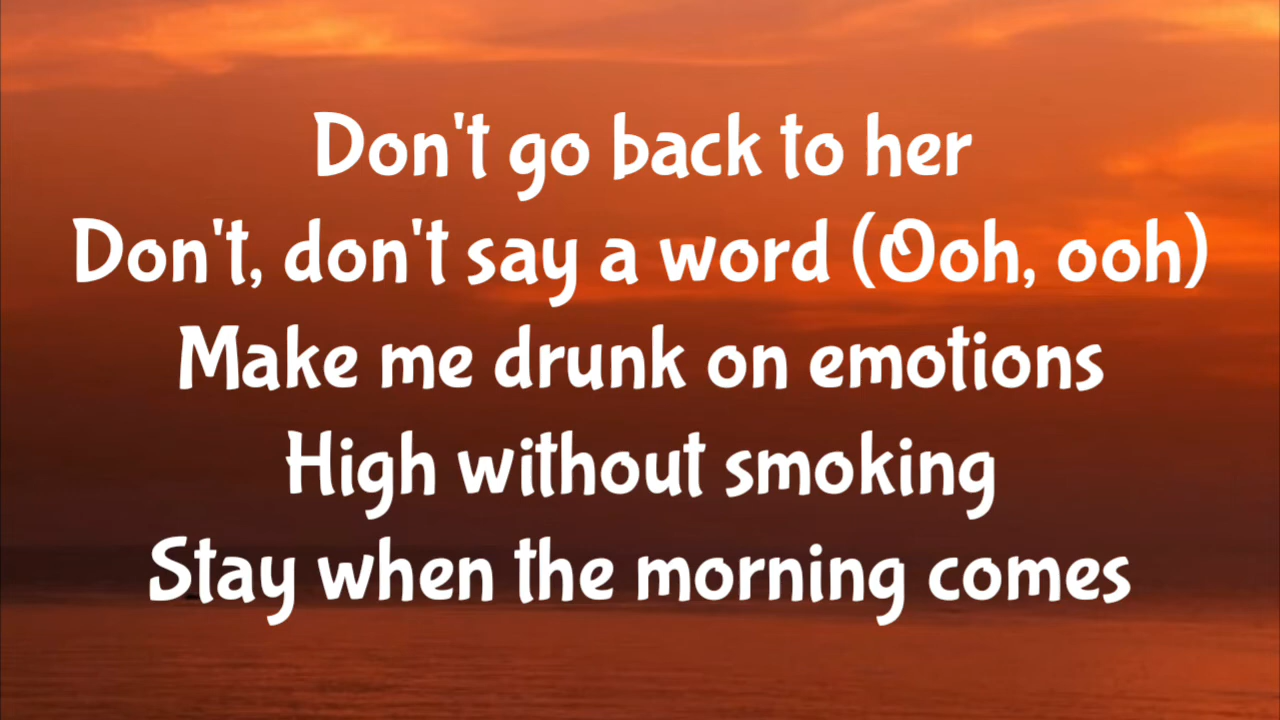 Don't go back to her
Don't, don't say a word (Ooh, ooh)
Make me drunk on emotions
High without smoking
Stay when the morning comes